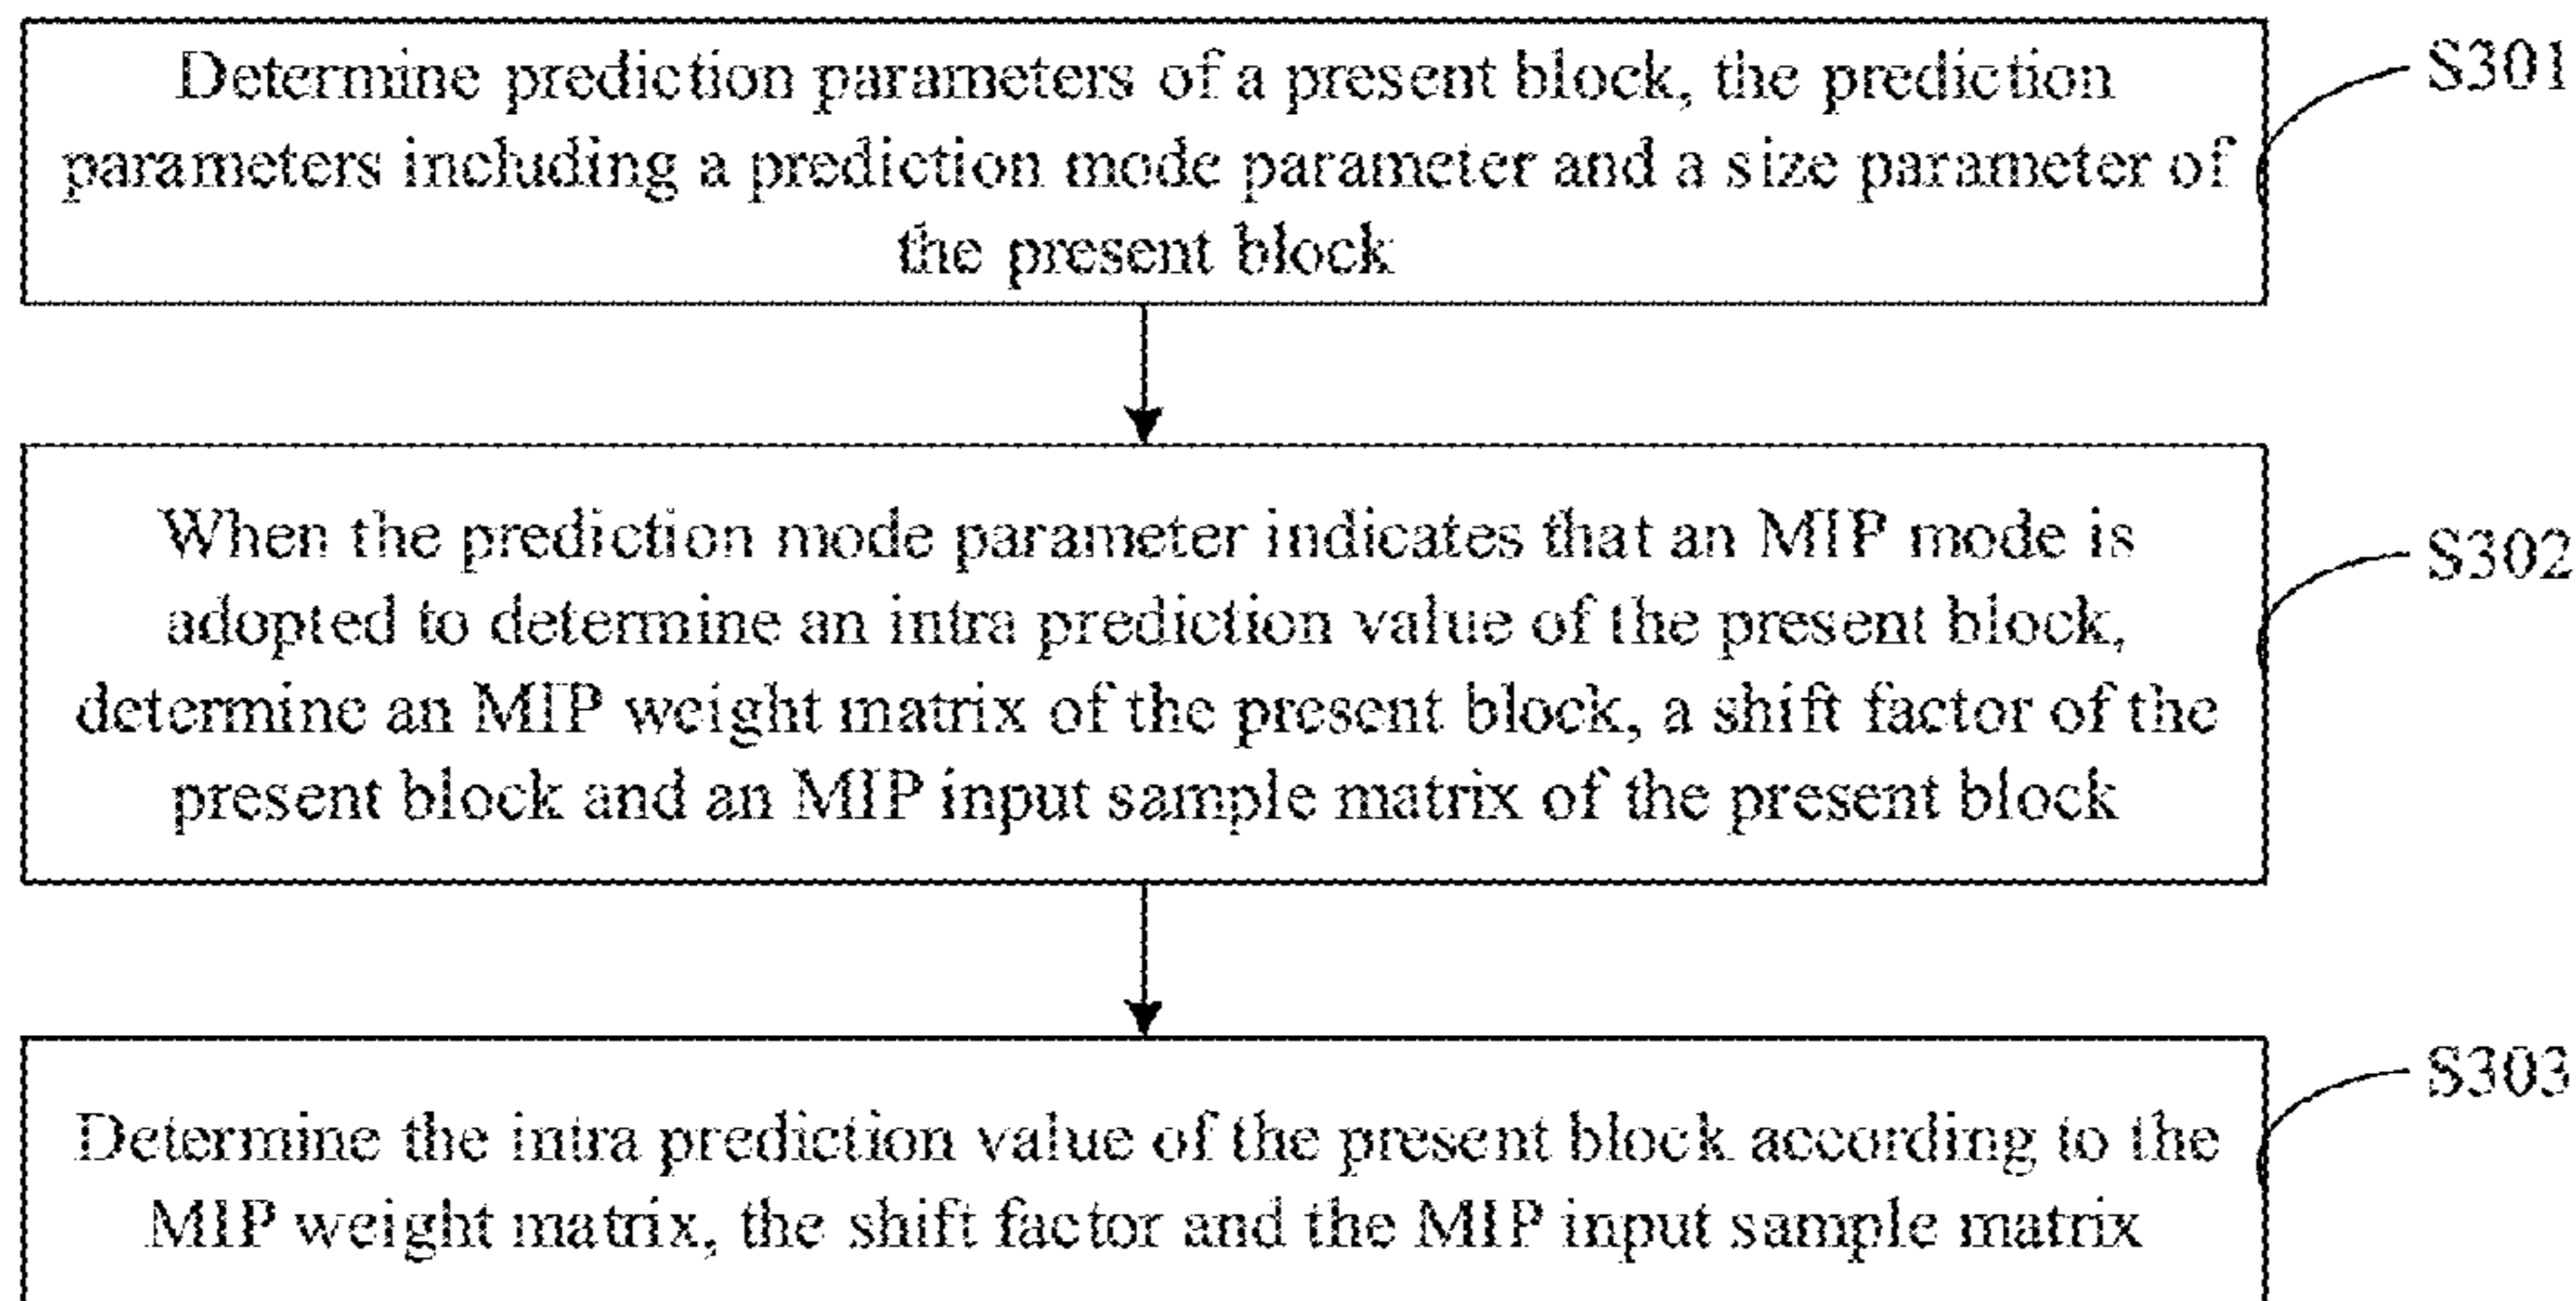 Determine prediction parameters of a present block, the prediction
parameters including a prediction mode parameter and a size parameter of
the present block
S301
When the prediction mode parameter indicates that an MIP mode is
adopted to determine an intra prediction value of the present block,
determine an MIP weight matrix of the present block, a shift factor of the
present block and an MIP input sample matrix of the present block
S302
Determine the intra prediction value of the present block according to the
MIP weight matrix, the shift factor and the MIP input sample matrix
S303